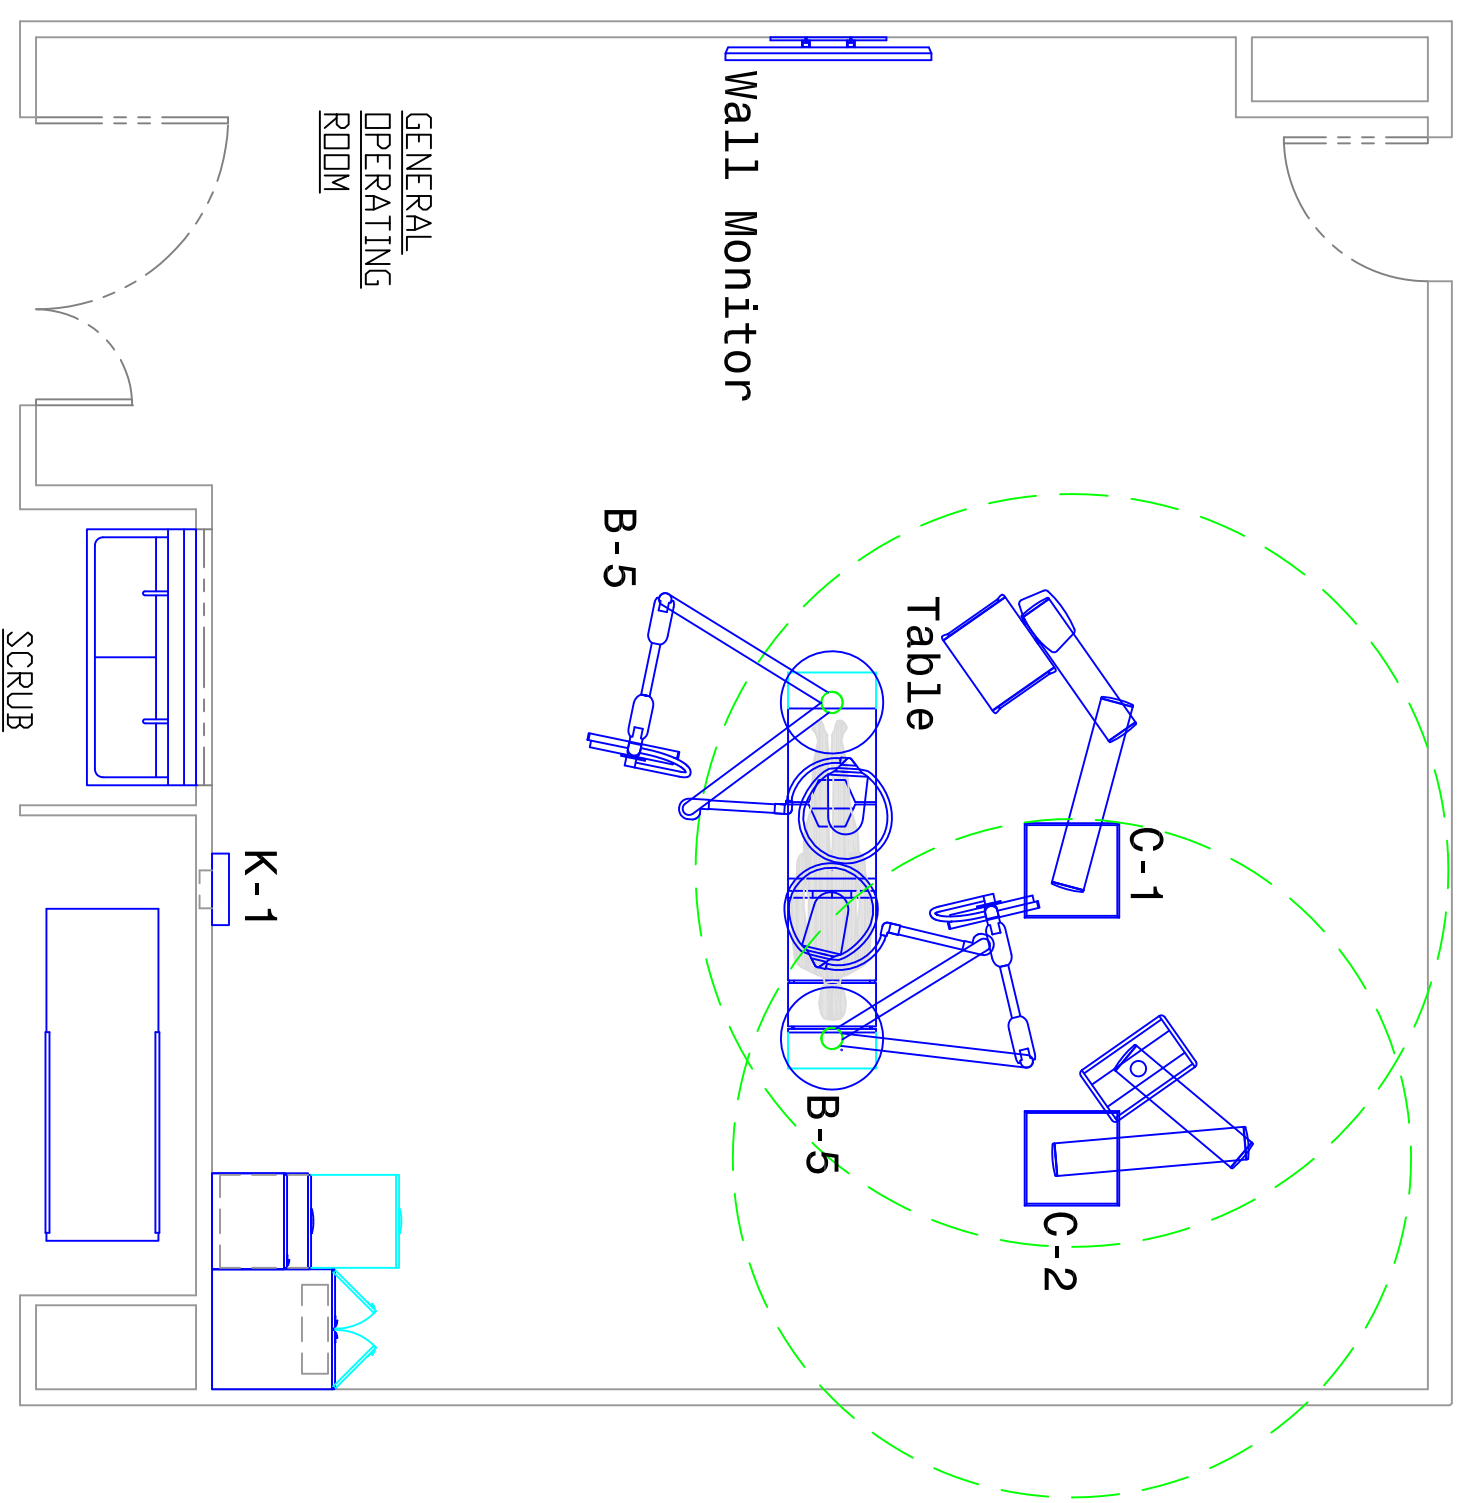 Wall Monitor
GENERAL
OPERATING
ROOM
C-1
Table
B-5
K-1
SCRUB
C-2
B-5